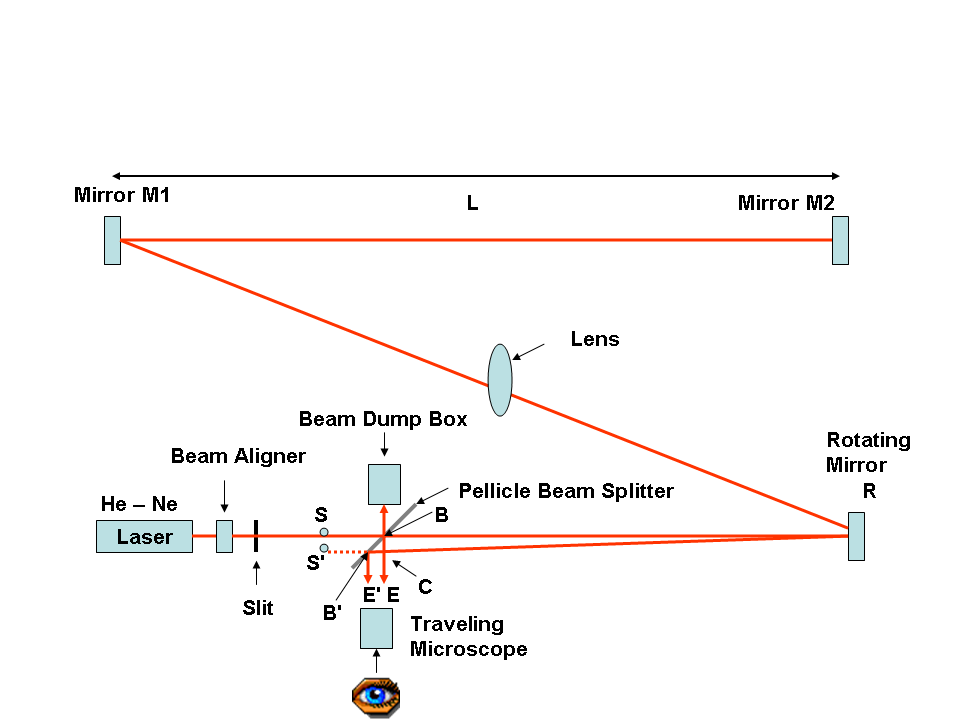 Mirror M1
L
Mirror M2
Lens
Beam Dump Box
Beam Aligner
Rotating
Mirror
R
Pellicle Beam Splitter
He – Ne
Laser
S
B
S'
E' E
C
Slit
B'
Traveling
Microscope